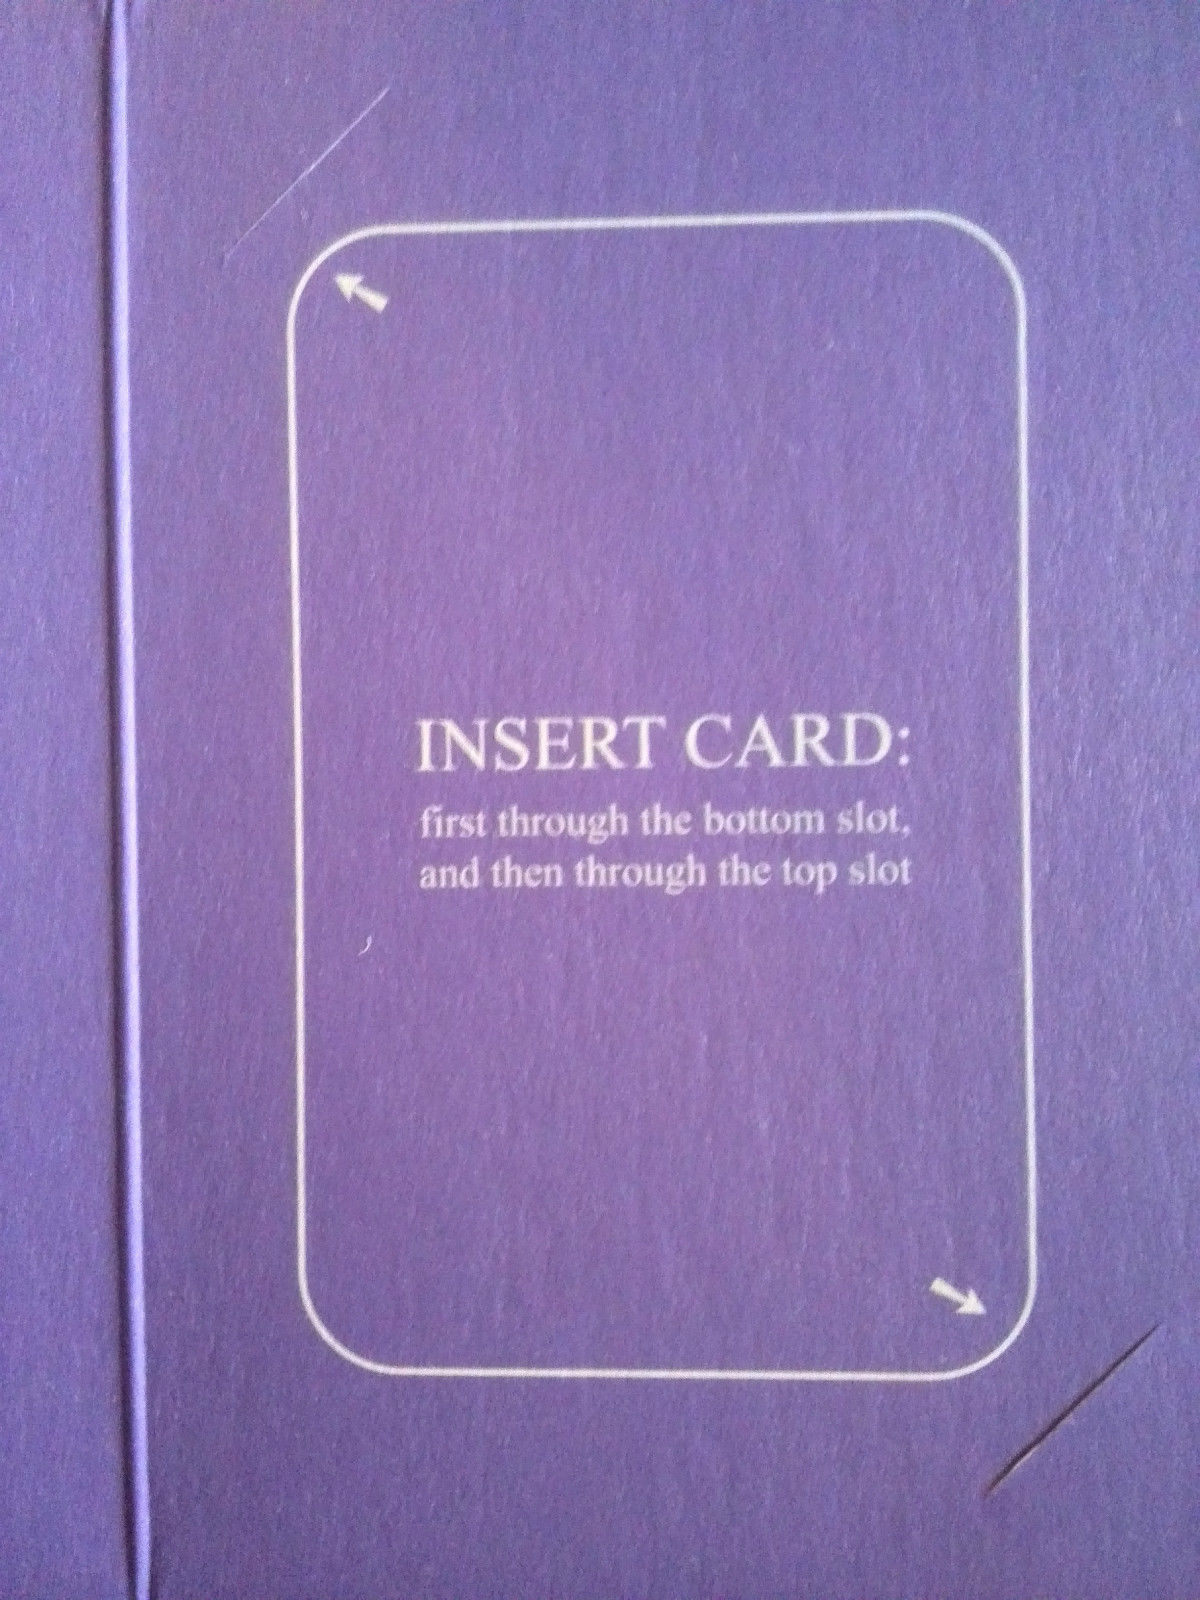 INSERT CARD:
first through the bottom slot,
and then through the top slot